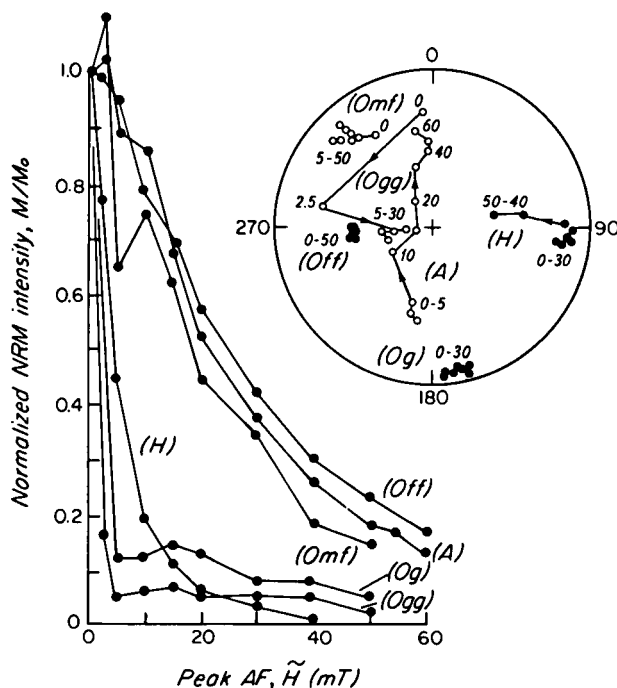 Normalized NRM intensity, M/Mo
1.0
0.8
0.6
0.4
0.2
0
0
20
40
60
Peak AF, H̃ (mT)
(H)
(Off)
(A)
(Omf)
(Og)
(Ogg)
0
(Omf)
0
0
5-50
60
(Ogg)
40
2.5
20
50-40
270
5-30
90
0-50
(H)
(Off)
10
0-30
(A)
0-5
(Og)
0-30
180